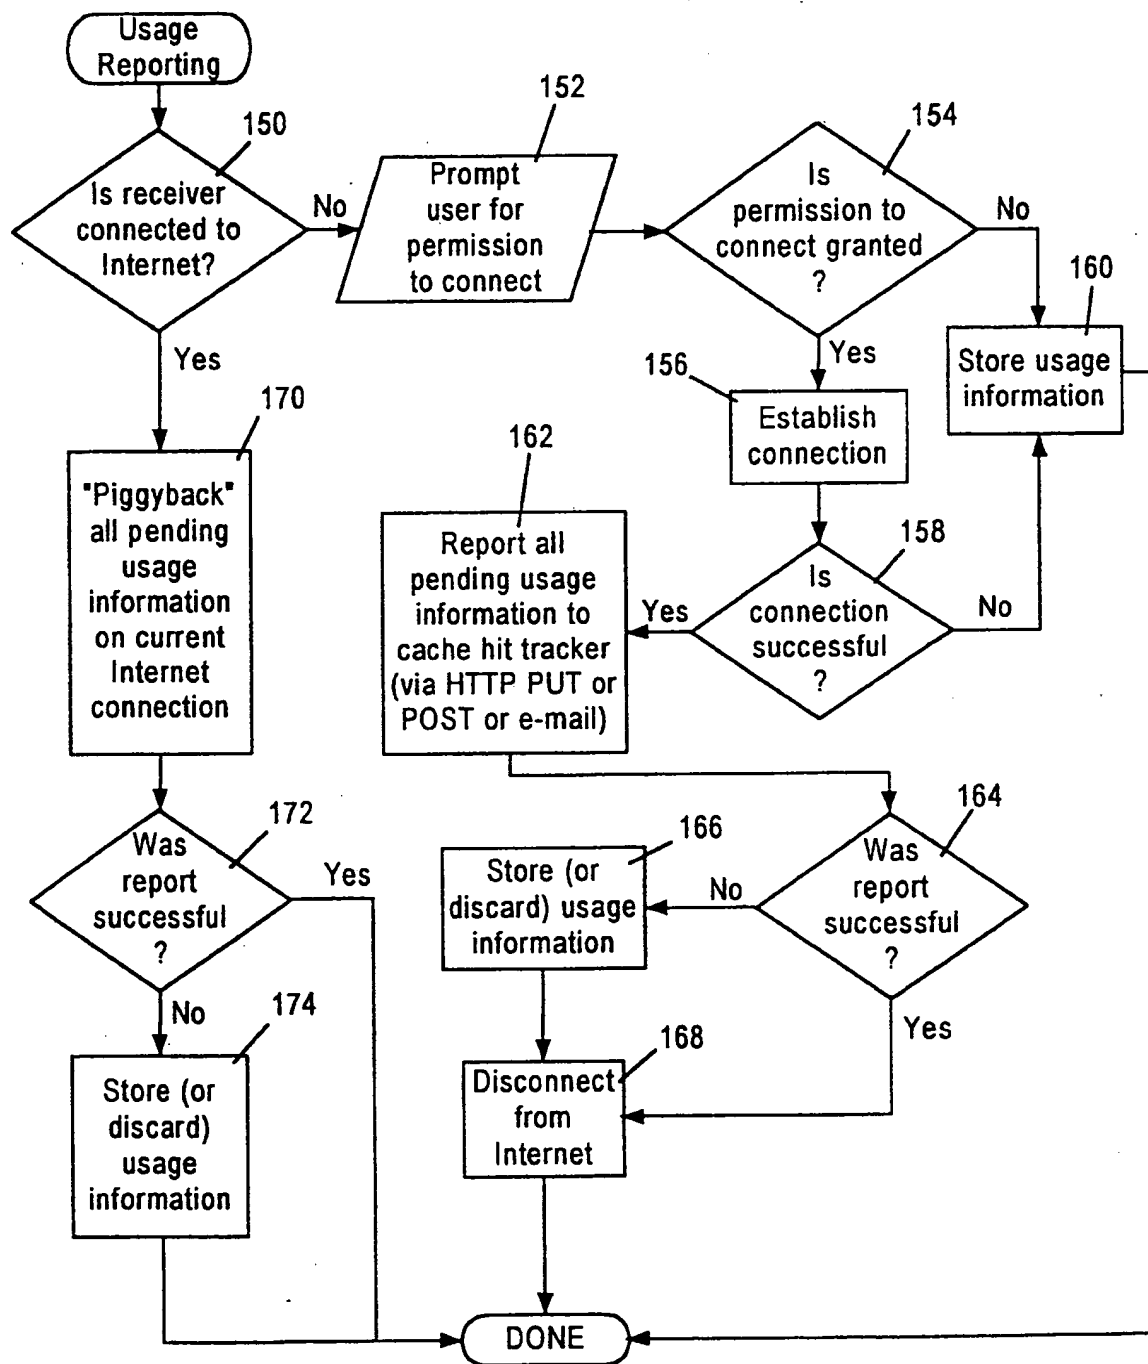 Usage
Reporting
150
Is receiver
connected to
Internet?
No
Yes
152
Prompt
user for
permission
to connect
154
Is
permission to
connect granted
?
No
Yes
160
Store usage
information
156
Establish
connection
158
Is
connection
successful
?
No
Yes
162
Report all
pending usage
information to
cache hit tracker
(via HTTP PUT or
POST or e-mail)
170
"Piggyback"
all pending
usage
information
on current
Internet
connection
172
Was
report
successful
?
Yes
No
174
Store (or
discard)
usage
information
164
Was
report
successful
?
No
Yes
166
Store (or
discard) usage
information
168
Disconnect
from
Internet
DONE